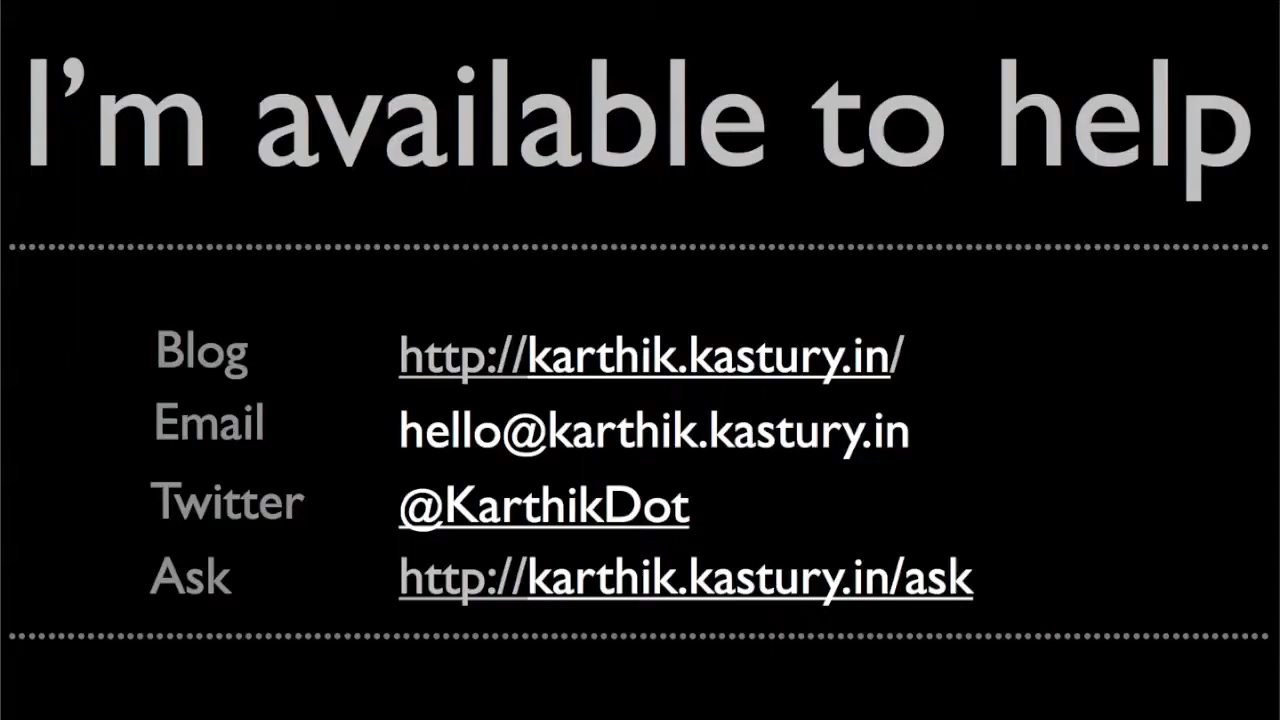 I’m available to help
Blog http://karthik.kastury.in/
Email hello@karthik.kastury.in
Twitter @KarthikDot
Ask http://karthik.kastury.in/ask